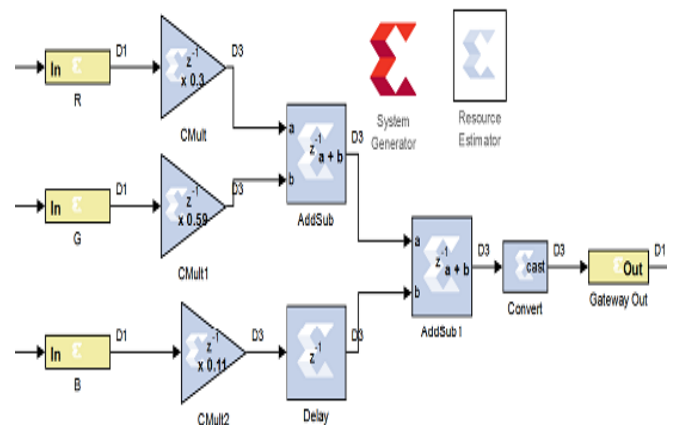 In
D1
R
z-1
x 0.3
D3
CMult
In
D1
G
z-1
x 0.59
D3
CMult1
a
b
z-1
a + b
D3
AddSub
System
Generator
Resource
Estimator
In
D1
B
z-1
x 0.11
D3
CMult2
z-1
D3
Delay
a
b
z-1
a + b
D3
AddSub1
cast
D3
Convert
Out
D1
Gateway Out